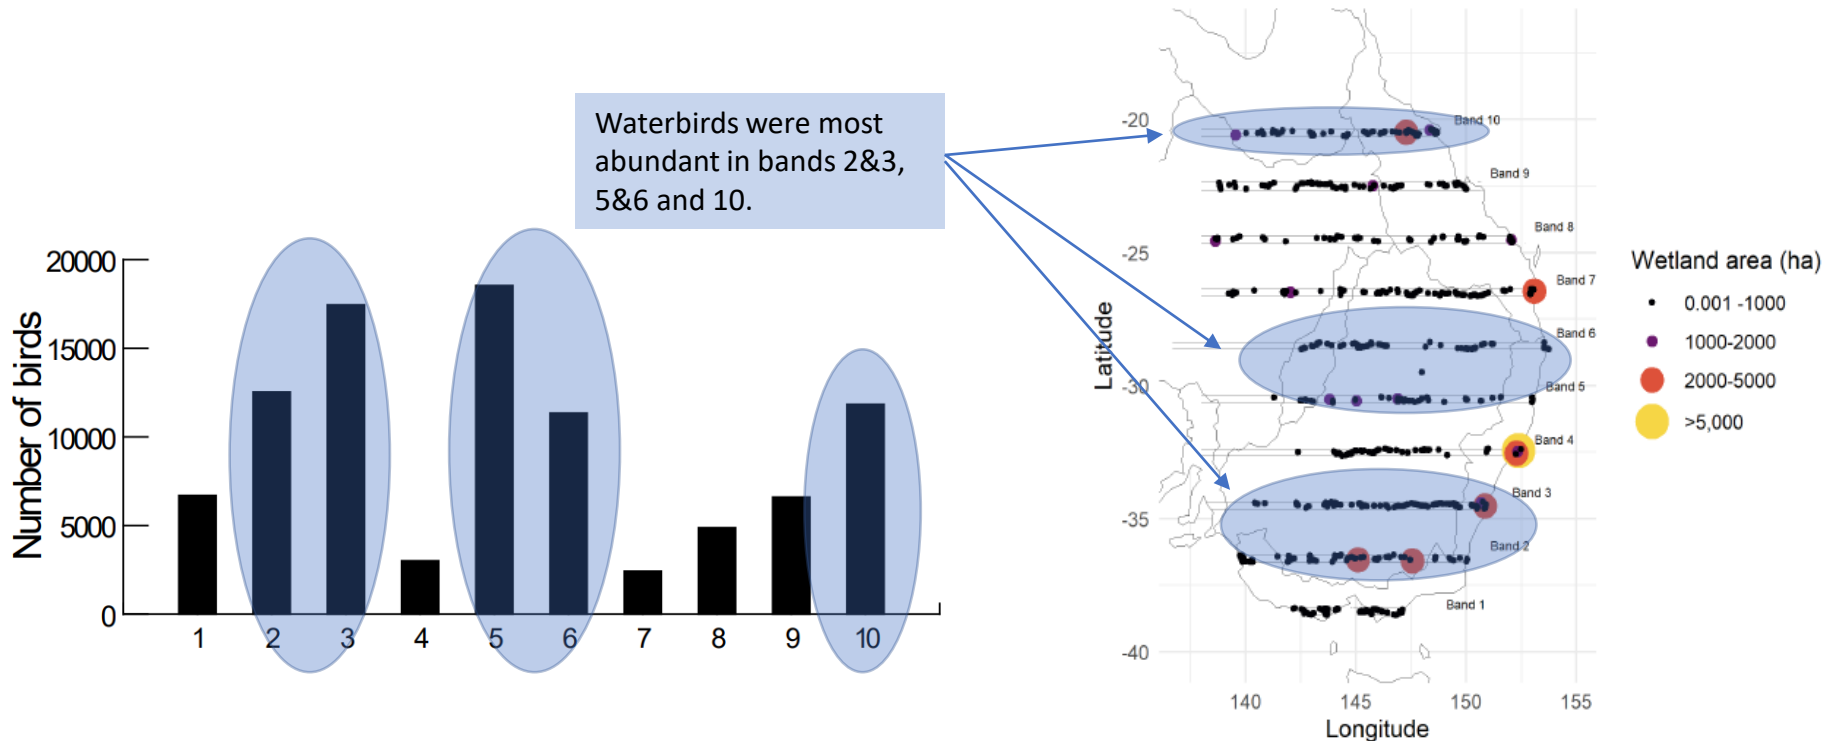 Waterbirds were most
abundant in bands 2&3,
5&6 and 10.
Number of birds
20000
15000
10000
5000
0
1 2 3 4 5 6 7 8 9 10
Latitude
-20
-25
-30
-35
-40
Band 10
Band 9
Band 8
Band 7
Band 6
Band 5
Band 4
Band 3
Band 2
Band 1
140 145 150 155
Longitude
Wetland area (ha)
0.001 -1000
1000-2000
2000-5000
>5,000